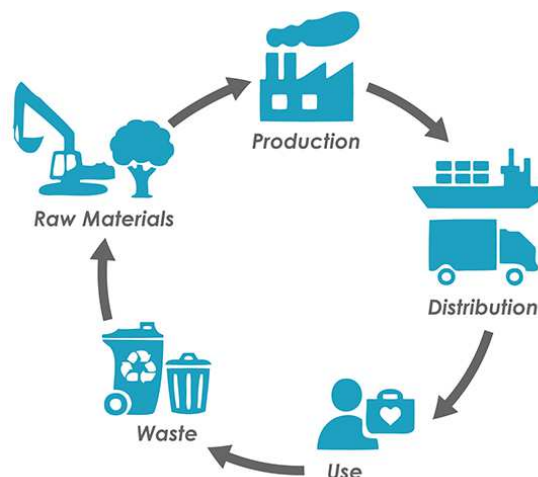 Production
Raw Materials
Distribution
Waste
Use